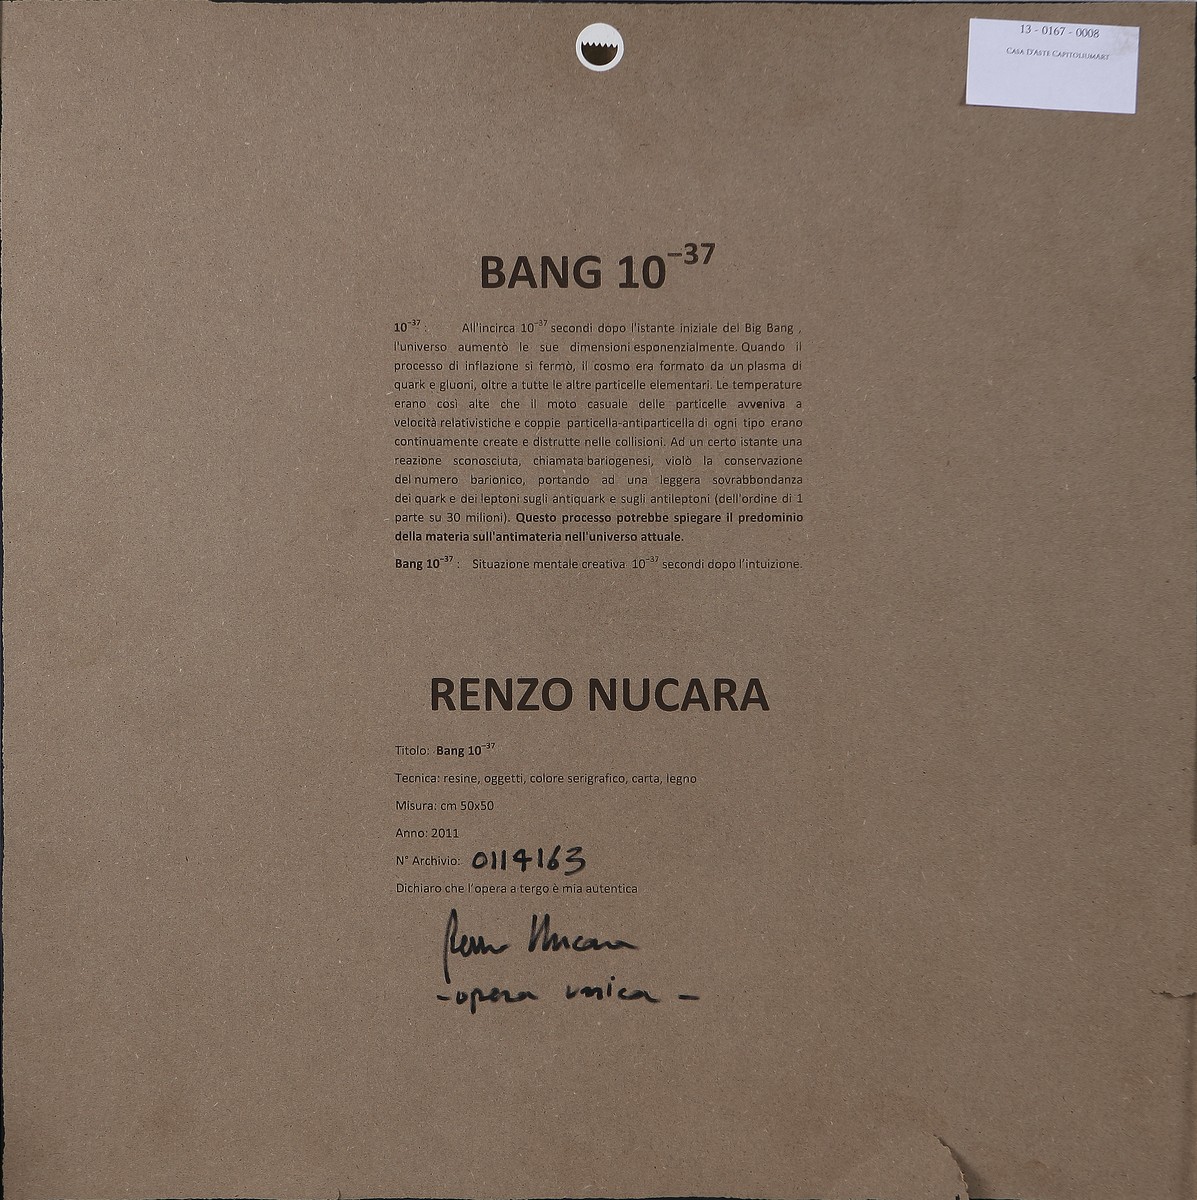 13 - 0167 - 0008
CASA D'ASTE CAPITOLIUMART
BANG 10⁻³⁷
10⁻³⁷ : All'incirca 10⁻³⁷ secondi dopo l'istante iniziale del Big Bang ,
l'universo aumentò le sue dimensioni esponenzialmente. Quando il
processo di inflazione si fermò, il cosmo era formato da un plasma di
quark e gluoni, oltre a tutte le altre particelle elementari. Le temperature
erano così alte che il moto casuale delle particelle avveniva a
velocità relativistiche e coppie particella-antiparticella di ogni tipo erano
continuamente create e distrutte nelle collisioni. Ad un certo istante una
reazione sconosciuta, chiamata bariogenesi, violò la conservazione
del numero barionico, portando ad una leggera sovrabbondanza
dei quark e dei leptoni sugli antiquark e sugli antileptoni (dell'ordine di 1
parte su 30 milioni). Questo processo potrebbe spiegare il predominio
della materia sull'antimateria nell'universo attuale.
Bang 10⁻³⁷ : Situazione mentale creativa 10⁻³⁷ secondi dopo l'intuizione.
RENZO NUCARA
Titolo: Bang 10⁻³⁷
Tecnica: resine, oggetti, colore serigrafico, carta, legno
Misura: cm 50x50
Anno: 2011
N° Archivio: 0114163
Dichiaro che l'opera a tergo è mia autentica
Renzo Nucara
- opera unica -